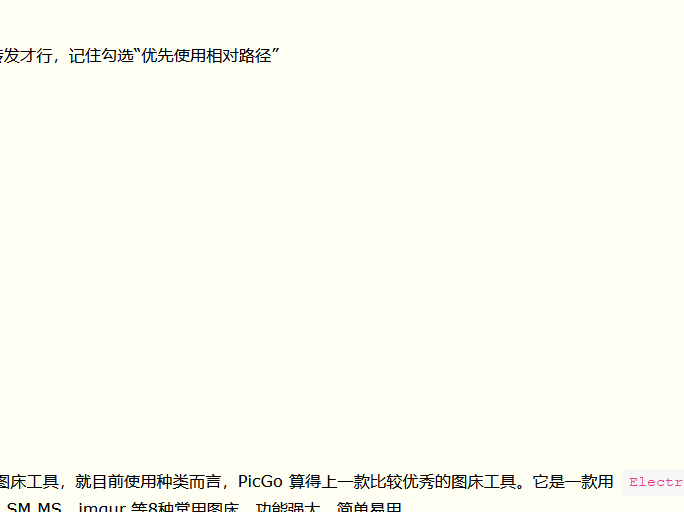 发才行，记住勾选“优先使用相对路径”
图床工具，就目前使用种类而言，PicGo 算得上一款比较优秀的图床工具。它是一款用 Electr
SM.MS、imgur 等8种常用图床，功能强大，简单易用